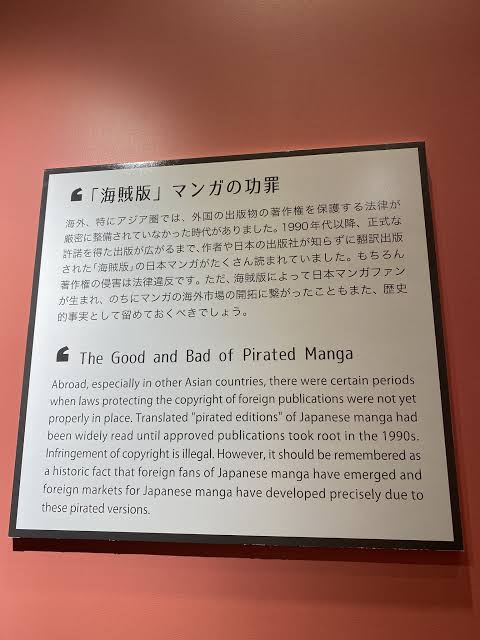 「海賊版」マンガの功罪
海外、特にアジア圏では、外国の出版物の著作権を保護する法律が
厳密に整備されていなかった時代がありました。1990年代以降、正式な
許諾を得た出版が広がるまで、作者や日本の出版社が知らずに翻訳出版
された「海賊版」の日本マンガがたくさん読まれていました。もちろん
著作権の侵害は法律違反です。ただ、海賊版によって日本マンガファン
が生まれ、のちにマンガの海外市場の開拓に繋がったこともまた、歴史
的事実として留めておくべきでしょう。
The Good and Bad of Pirated Manga
Abroad, especially in other Asian countries, there were certain periods
when laws protecting the copyright of foreign publications were not yet
properly in place. Translated "pirated editions" of Japanese manga had
been widely read until approved publications took root in the 1990s.
Infringement of copyright is illegal. However, it should be remembered as
a historic fact that foreign fans of Japanese manga have emerged and
foreign markets for Japanese manga have developed precisely due to
these pirated versions.